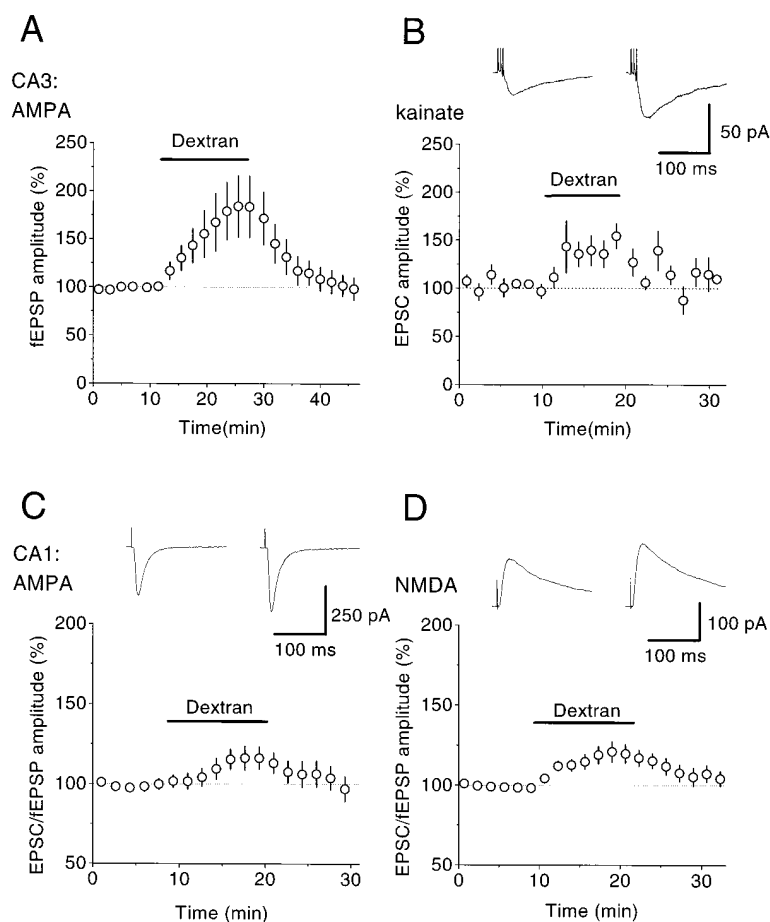 A
CA3:
AMPA
Dextran
fEPSP amplitude (%)
250
200
150
100
50
0
0 10 20 30 40
Time(min)
B
kainate
50 pA
100 ms
Dextran
EPSC amplitude (%)
250
200
150
100
50
0
0 10 20 30
Time(min)
C
CA1:
AMPA
250 pA
100 ms
Dextran
EPSC/fEPSP amplitude (%)
200
150
100
50
0 10 20 30
Time (min)
D
NMDA
100 pA
100 ms
Dextran
EPSC/fEPSP amplitude (%)
200
150
100
50
0 10 20 30
Time (min)